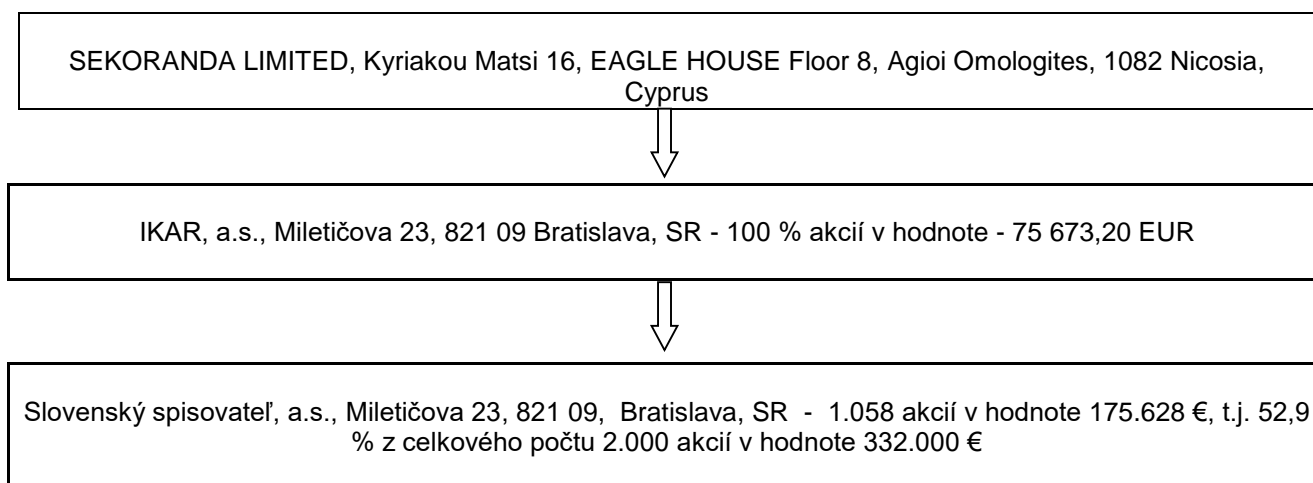 SEKORANDA LIMITED, Kyriakou Matsi 16, EAGLE HOUSE Floor 8, Agioi Omologites, 1082 Nicosia,
Cyprus
IKAR, a.s., Miletičova 23, 821 09 Bratislava, SR - 100 % akcií v hodnote - 75 673,20 EUR
Slovenský spisovateľ, a.s., Miletičova 23, 821 09, Bratislava, SR - 1.058 akcií v hodnote 175.628 €, t.j. 52,9
% z celkového počtu 2.000 akcií v hodnote 332.000 €